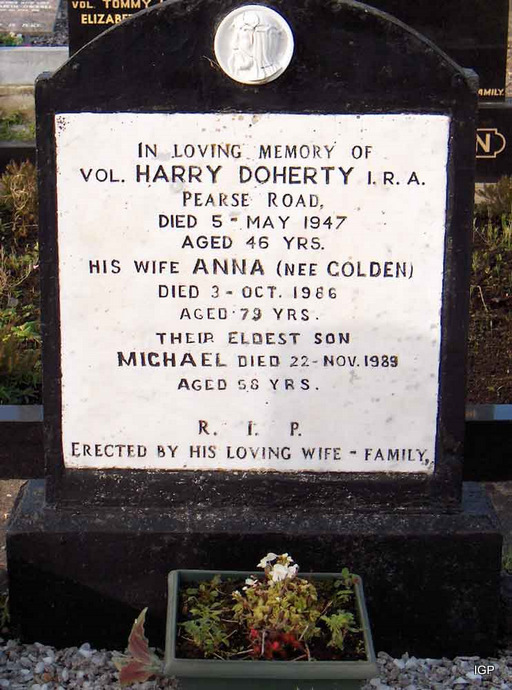 VOL. TOMMY
ELIZABE
FAMILY.
N
IN LOVING MEMORY OF
VOL. HARRY DOHERTY I.R.A.
PEARSE ROAD,
DIED 5 - MAY 1947
AGED 46 YRS.
HIS WIFE ANNA (NEE COLDEN)
DIED 3 - OCT. 1986
AGED 79 YRS.
THEIR ELDEST SON
MICHAEL DIED 22-NOV. 1989
AGED 58 YRS.
R. I. P.
ERECTED BY HIS LOVING WIFE - FAMILY,
IGP